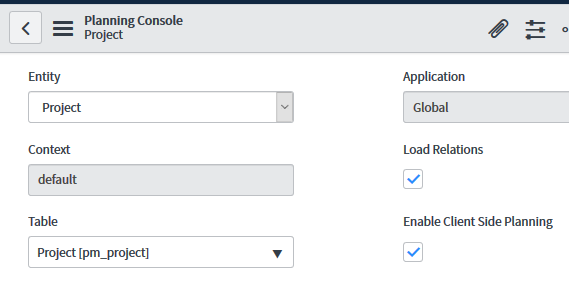 Planning Console
Project
Entity
Project
Application
Global
Context
default
Load Relations
Table
Project [pm_project]
Enable Client Side Planning